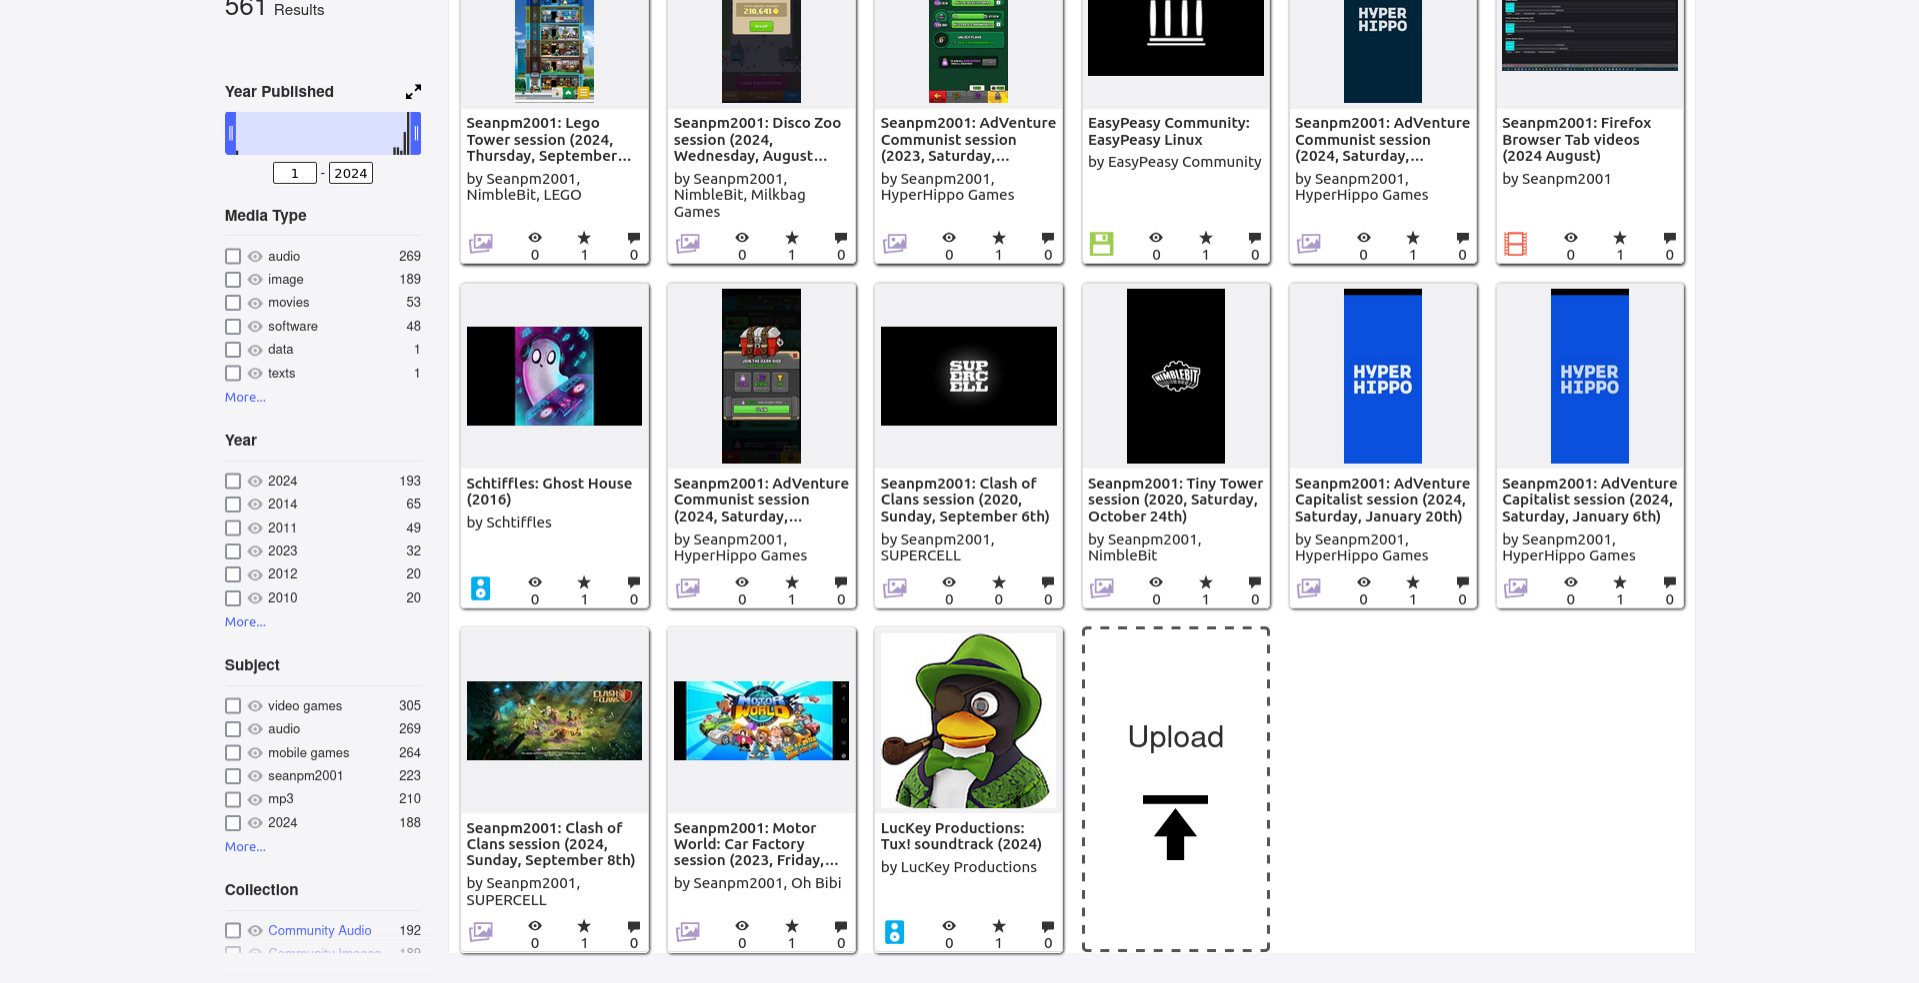 561 Results
Year Published
1 - 2024
Media Type
audio 269
image 189
movies 53
software 48
data 1
texts 1
More...
Year
2024 193
2014 65
2011 49
2023 32
2012 20
2010 20
More...
Subject
video games 305
audio 269
mobile games 264
seanpm2001 223
mp3 210
2024 188
More...
Collection
Community Audio 192
Community Images 189
210,641
HYPER
HIPPO
Seanpm2001: Lego
Tower session (2024,
Thursday, September...
by Seanpm2001,
NimbleBit, LEGO
0 1 0
Seanpm2001: Disco Zoo
session (2024,
Wednesday, August...
by Seanpm2001,
NimbleBit, Milkbag
Games
0 1 0
Seanpm2001: AdVenture
Communist session
(2023, Saturday,...
by Seanpm2001,
HyperHippo Games
0 1 0
EasyPeasy Community:
EasyPeasy Linux
by EasyPeasy Community
0 1 0
Seanpm2001: AdVenture
Communist session
(2024, Saturday,...
by Seanpm2001,
HyperHippo Games
0 1 0
Seanpm2001: Firefox
Browser Tab videos
(2024 August)
by Seanpm2001
0 1 0
Schtiffles: Ghost House
(2016)
by Schtiffles
0 1 0
JOIN THE DARK SIDE
CLAIM
Seanpm2001: AdVenture
Communist session
(2024, Saturday,...
by Seanpm2001,
HyperHippo Games
0 1 0
SUP
ERC
ELL
Seanpm2001: Clash of
Clans session (2020,
Sunday, September 6th)
by Seanpm2001,
SUPERCELL
0 0 0
NIMBLEBIT
Seanpm2001: Tiny Tower
session (2020, Saturday,
October 24th)
by Seanpm2001,
NimbleBit
0 1 0
HYPER
HIPPO
Seanpm2001: AdVenture
Capitalist session (2024,
Saturday, January 20th)
by Seanpm2001,
HyperHippo Games
0 1 0
HYPER
HIPPO
Seanpm2001: AdVenture
Capitalist session (2024,
Saturday, January 6th)
by Seanpm2001,
HyperHippo Games
0 1 0
CLASH
Seanpm2001: Clash of
Clans session (2024,
Sunday, September 8th)
by Seanpm2001,
SUPERCELL
0 1 0
MOTOR
WORLD
Seanpm2001: Motor
World: Car Factory
session (2023, Friday,...
by Seanpm2001, Oh Bibi
0 1 0
LucKey Productions:
Tux! soundtrack (2024)
by LucKey Productions
0 1 0
Upload